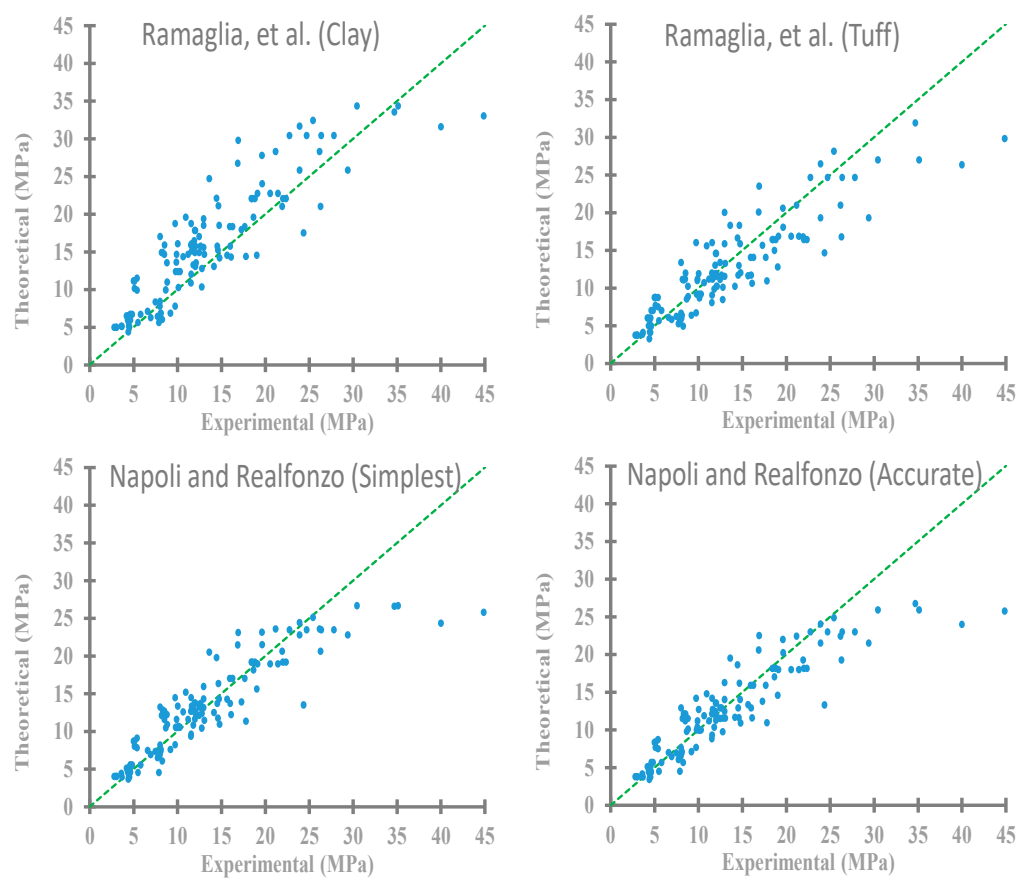 Ramaglia, et al. (Clay)
45
40
35
30
25
20
15
10
5
0
Theoretical (MPa)
0 5 10 15 20 25 30 35 40 45
Experimental (MPa)
Ramaglia, et al. (Tuff)
45
40
35
30
25
20
15
10
5
0
Theoretical (MPa)
0 5 10 15 20 25 30 35 40 45
Experimental (MPa)
Napoli and Realfonzo (Simplest)
45
40
35
30
25
20
15
10
5
0
Theoretical (MPa)
0 5 10 15 20 25 30 35 40 45
Experimental (MPa)
Napoli and Realfonzo (Accurate)
45
40
35
30
25
20
15
10
5
0
Theoretical (MPa)
0 5 10 15 20 25 30 35 40 45
Experimental (MPa)